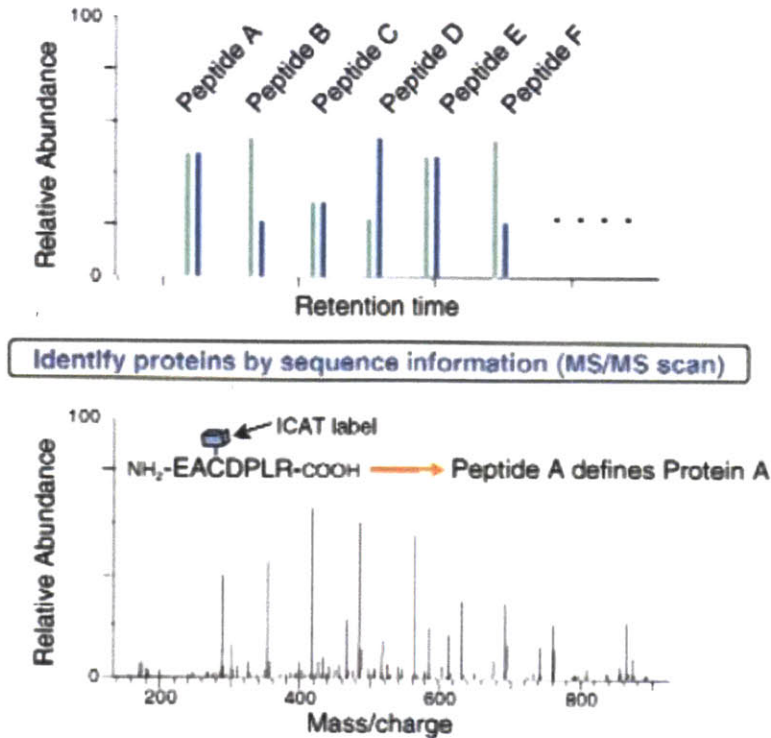 100
Relative Abundance
0
Peptide A
Peptide B
Peptide C
Peptide D
Peptide E
Peptide F
. . . .
Retention time
Identify proteins by sequence information (MS/MS scan)
100
Relative Abundance
0
ICAT label
NH₂-EACDPLR-COOH
Peptide A defines Protein A
200 400 600 800
Mass/charge